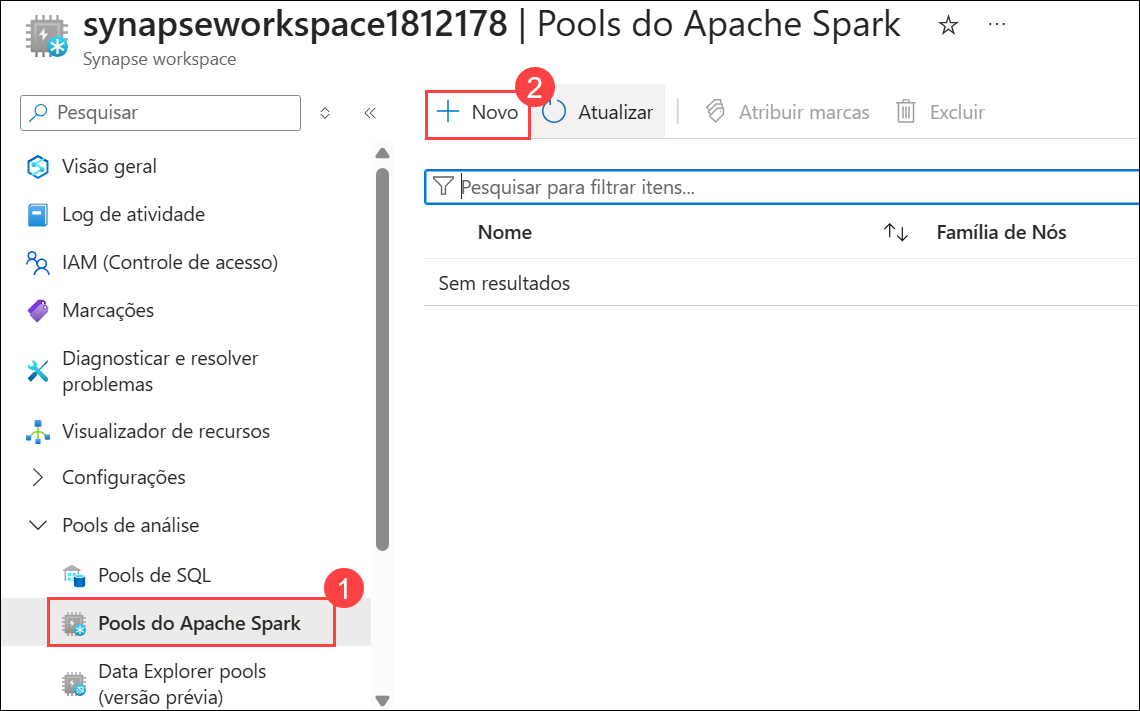 synapseworkspace1812178 | Pools do Apache Spark ☆ ...
Synapse workspace
Pesquisar
«
Novo
2
Atualizar
Atribuir marcas
Excluir
Visão geral
Log de atividade
IAM (Controle de acesso)
Marcações
Diagnosticar e resolver
problemas
Visualizador de recursos
Configurações
Pools de análise
Pools de SQL
Pools do Apache Spark
1
Data Explorer pools
(versão prévia)
Pesquisar para filtrar itens...
Nome
Família de Nós
Sem resultados